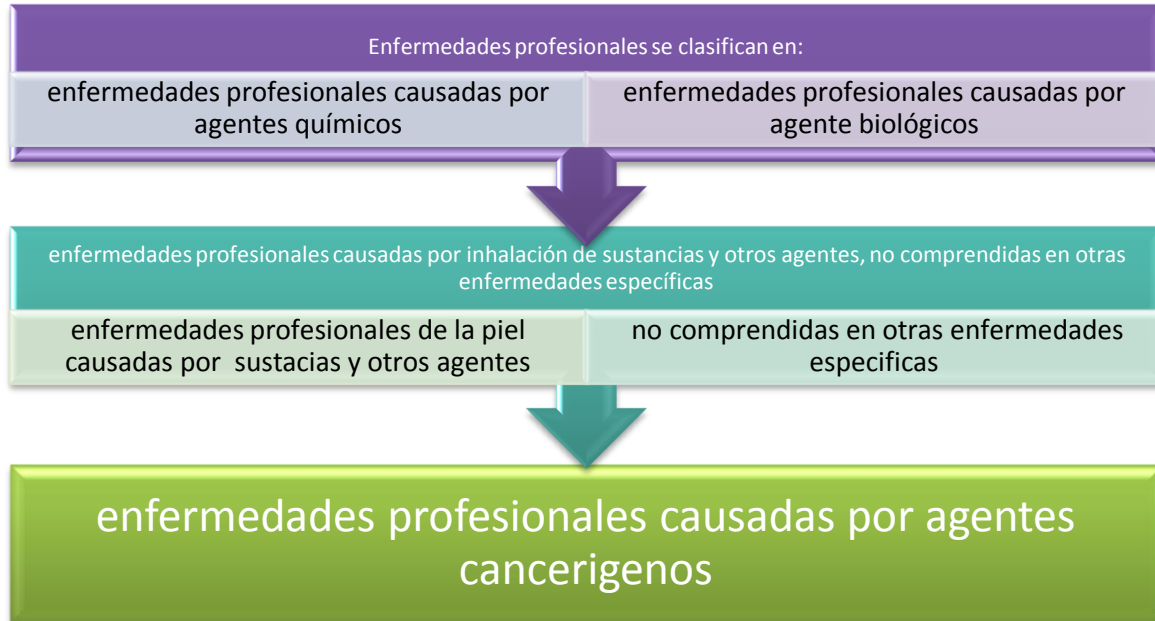 Enfermedades profesionales se clasifican en:
enfermedades profesionales causadas por
agentes químicos
enfermedades profesionales causadas por
agente biológicos
enfermedades profesionales causadas por inhalación de sustancias y otros agentes, no comprendidas en otras
enfermedades específicas
enfermedades profesionales de la piel
causadas por sustacias y otros agentes
no comprendidas en otras enfermedades
especificas
enfermedades profesionales causadas por agentes
cancerigenos